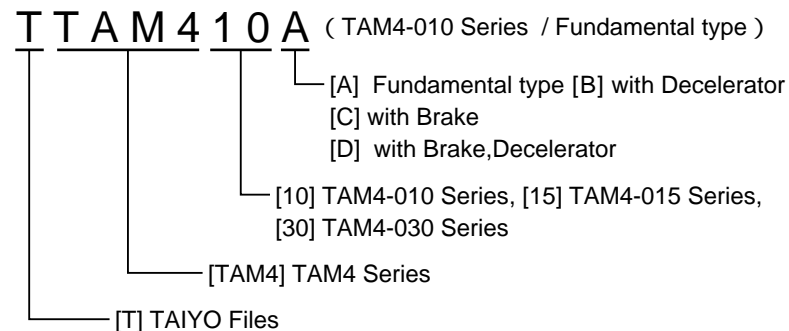 TTAM410A ( TAM4-010 Series / Fundamental type )
[A] Fundamental type [B] with Decelerator
[C] with Brake
[D] with Brake,Decelerator
[10] TAM4-010 Series, [15] TAM4-015 Series,
[30] TAM4-030 Series
[TAM4] TAM4 Series
[T] TAIYO Files